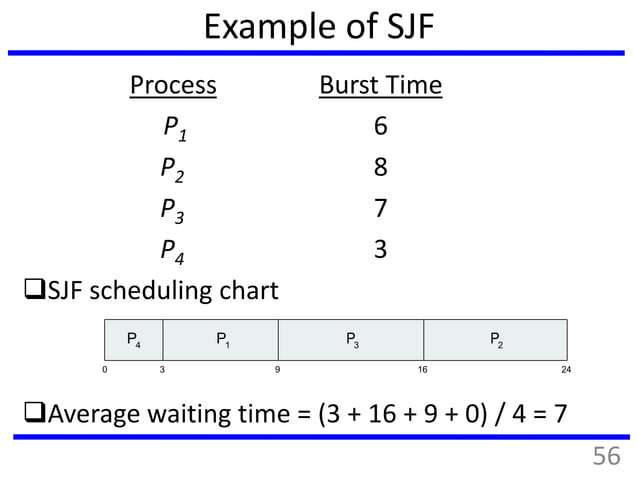 Example of SJF
Process Burst Time
P1 6
P2 8
P3 7
P4 3
❑SJF scheduling chart
P4 P1 P3 P2
0 3 9 16 24
❑Average waiting time = (3 + 16 + 9 + 0) / 4 = 7
56